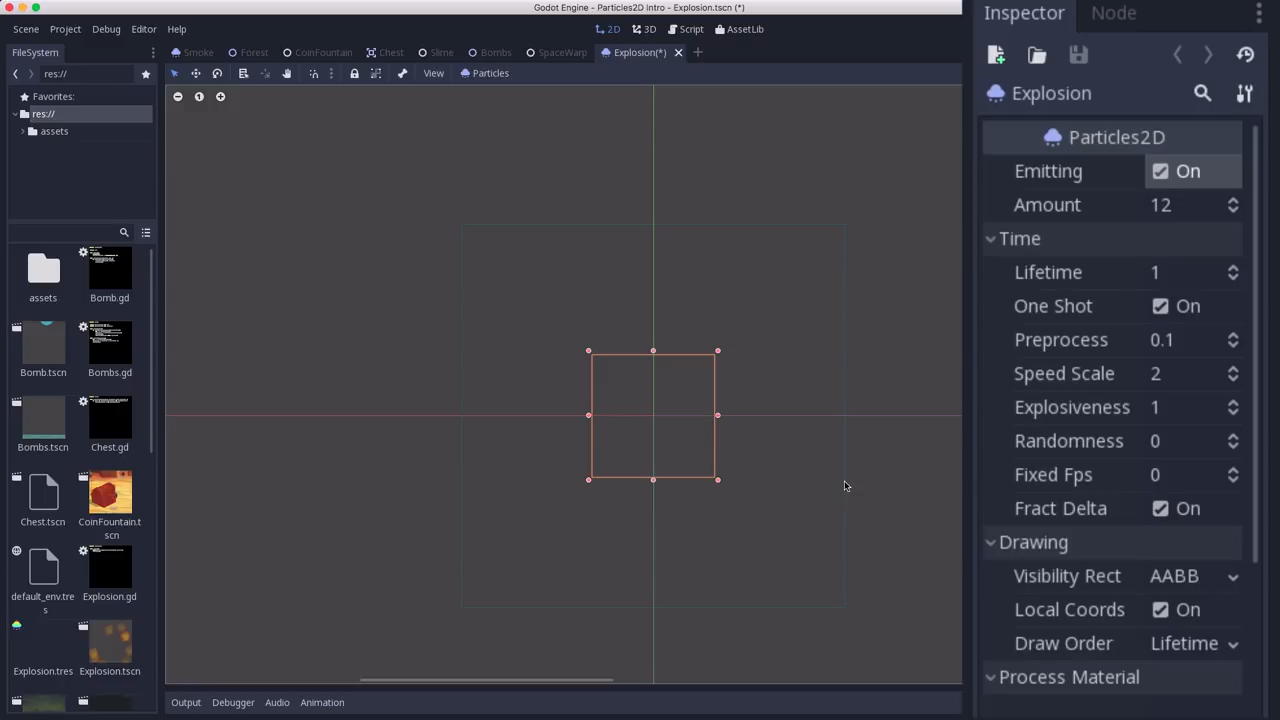 Godot Engine - Particles2D Intro - Explosion.tscn (*)
Scene Project Debug Editor Help
2D 3D Script AssetLib
FileSystem
Smoke Forest CoinFountain Chest Slime Bombs SpaceWarp Explosion(*)
res://
View Particles
Favorites:
res://
assets
1
assets
Bomb.gd
Bomb.tscn
Bombs.gd
Bombs.tscn
Chest.gd
Chest.tscn
CoinFountain.t
scn
default_env.tre
s
Explosion.gd
Explosion.tres
Explosion.tscn
Output Debugger Audio Animation
Inspector Node
Explosion
Particles2D
Emitting On
Amount 12
Time
Lifetime 1
One Shot On
Preprocess 0.1
Speed Scale 2
Explosiveness 1
Randomness 0
Fixed Fps 0
Fract Delta On
Drawing
Visibility Rect AABB
Local Coords On
Draw Order Lifetime
Process Material